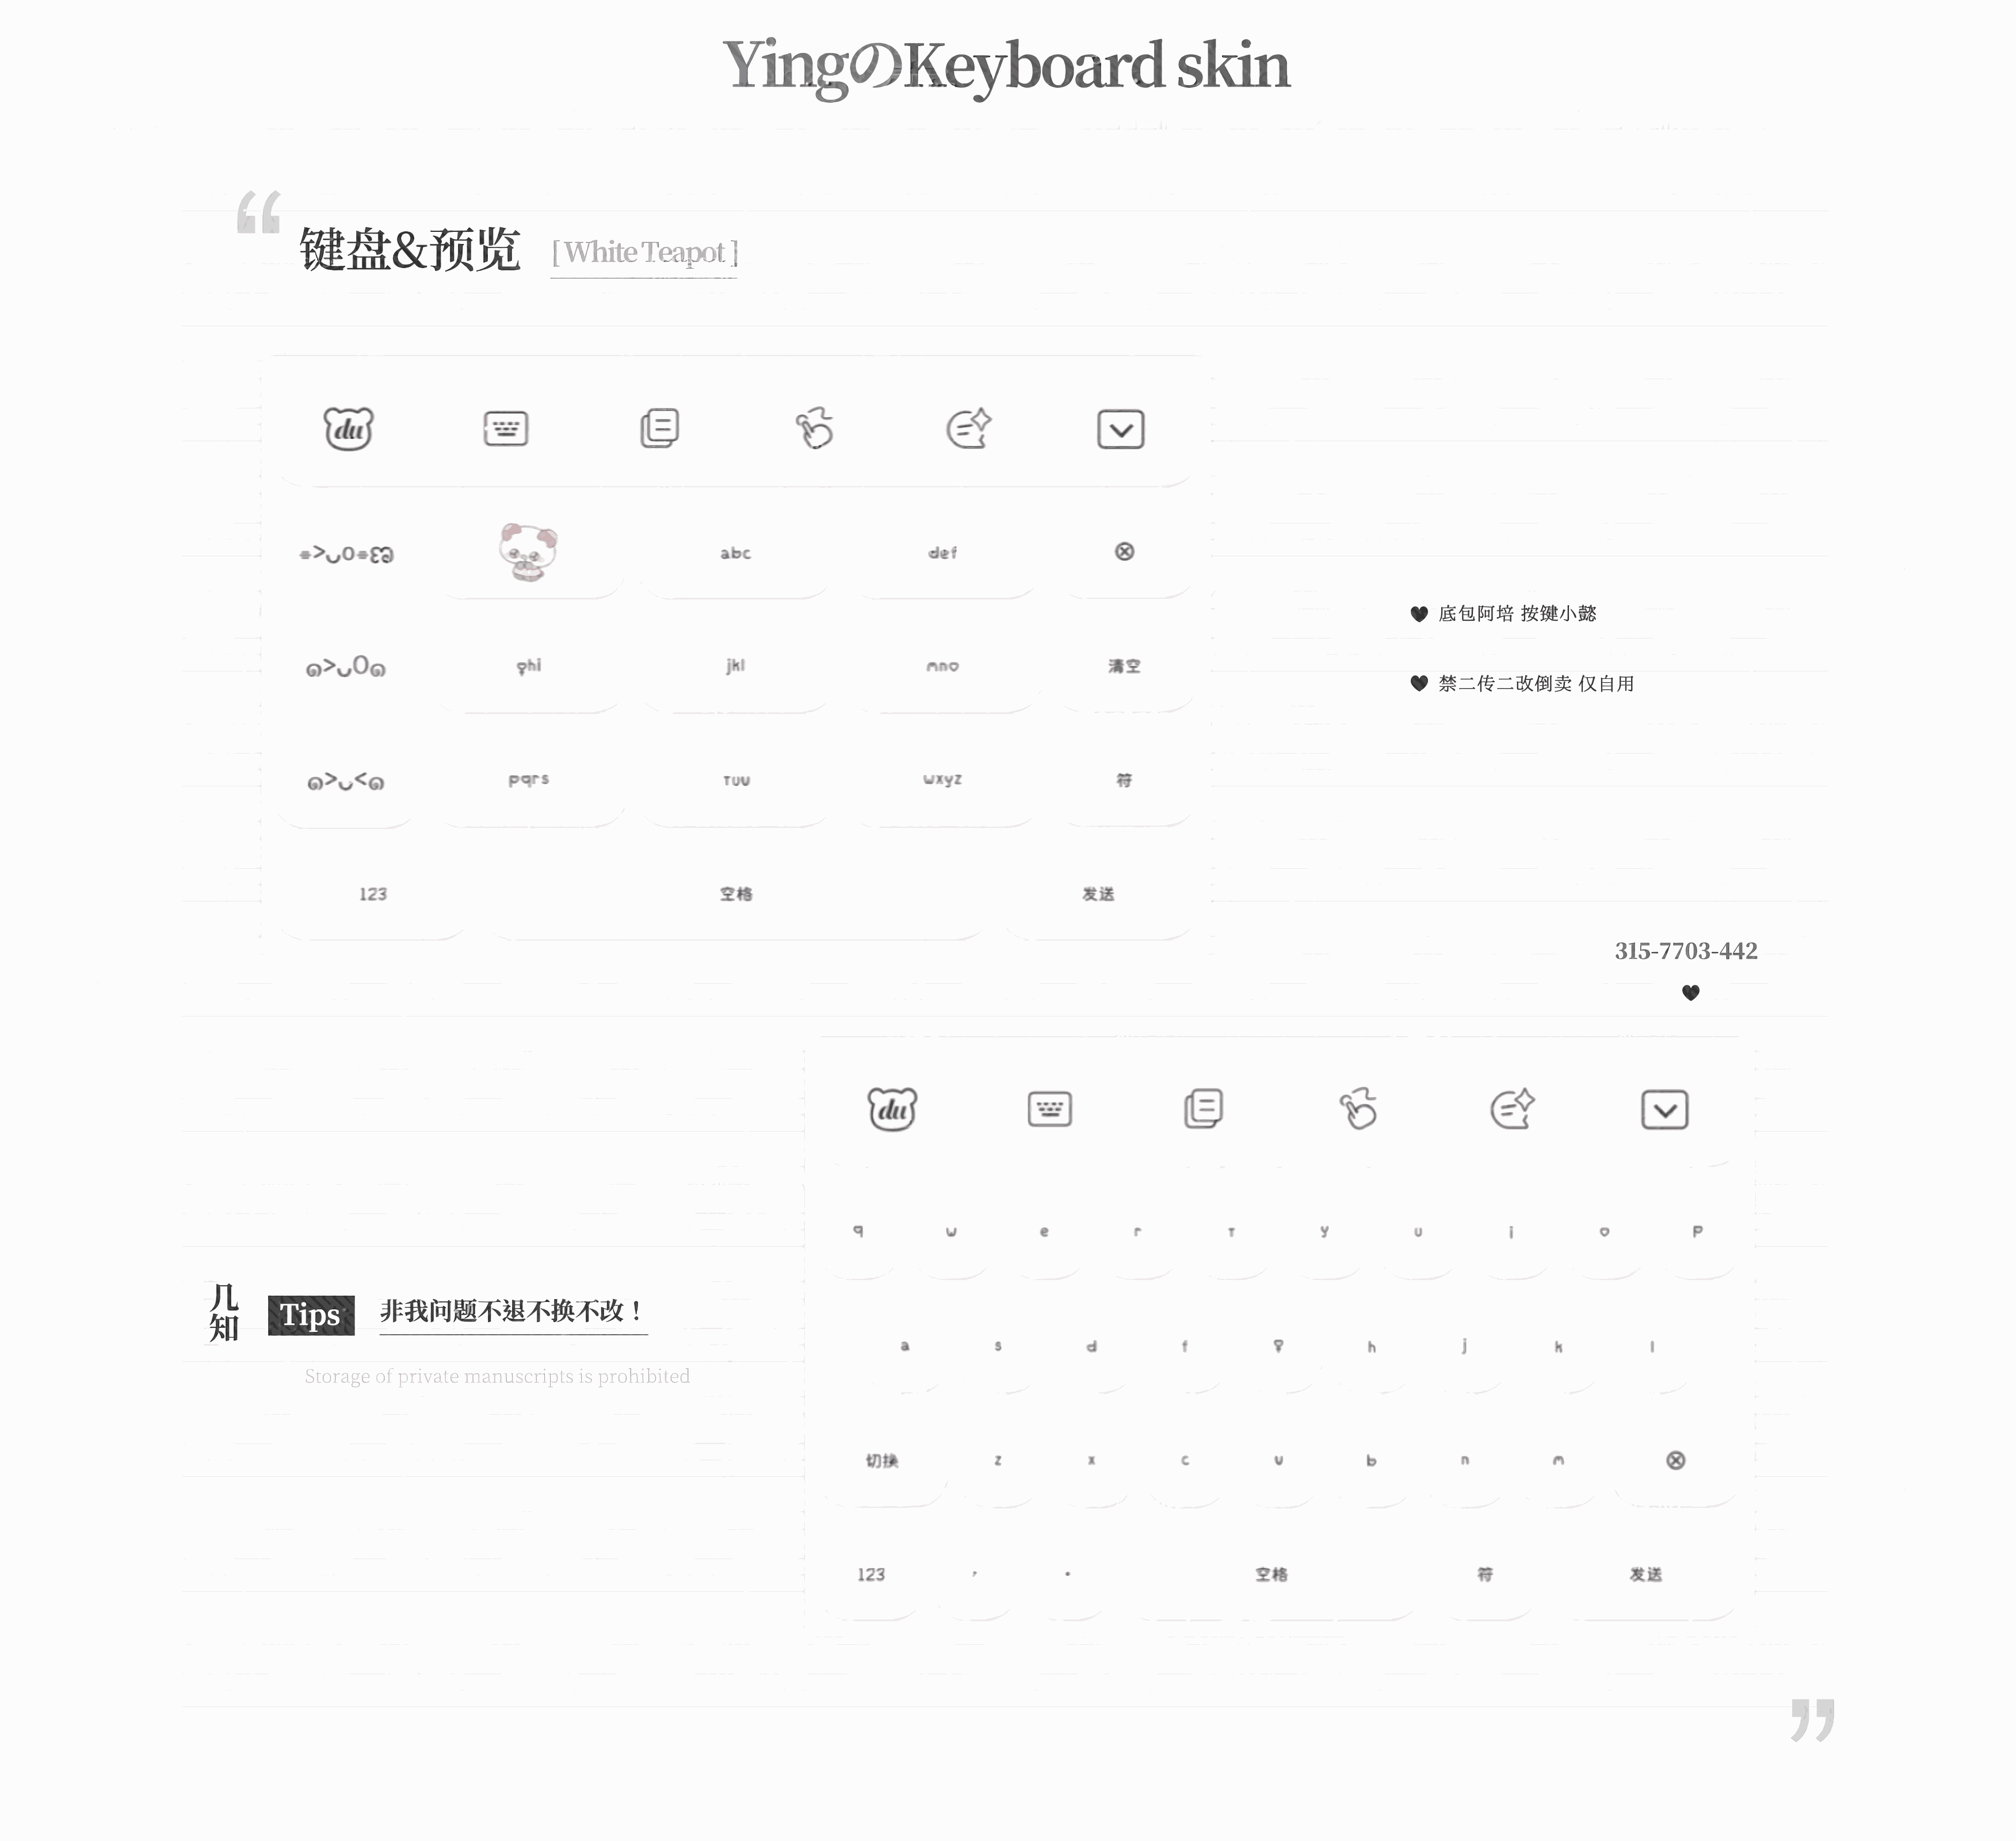 YingのKeyboard skin
“
键盘&预览 [ White Teapot ]
du
abc def
ghi jkl mno 清空
pqrs TUV wxyz 符
123 空格 发送
♥ 底包阿培 按键小懿
♥ 禁二传二改倒卖 仅自用
315-7703-442
♥
du
q w e r T y u i o p
a s d f g h j k l
切换 z x c v b n m
123 , . 空格 符 发送
几知 Tips 非我问题不退不换不改！
Storage of private manuscripts is prohibited
”